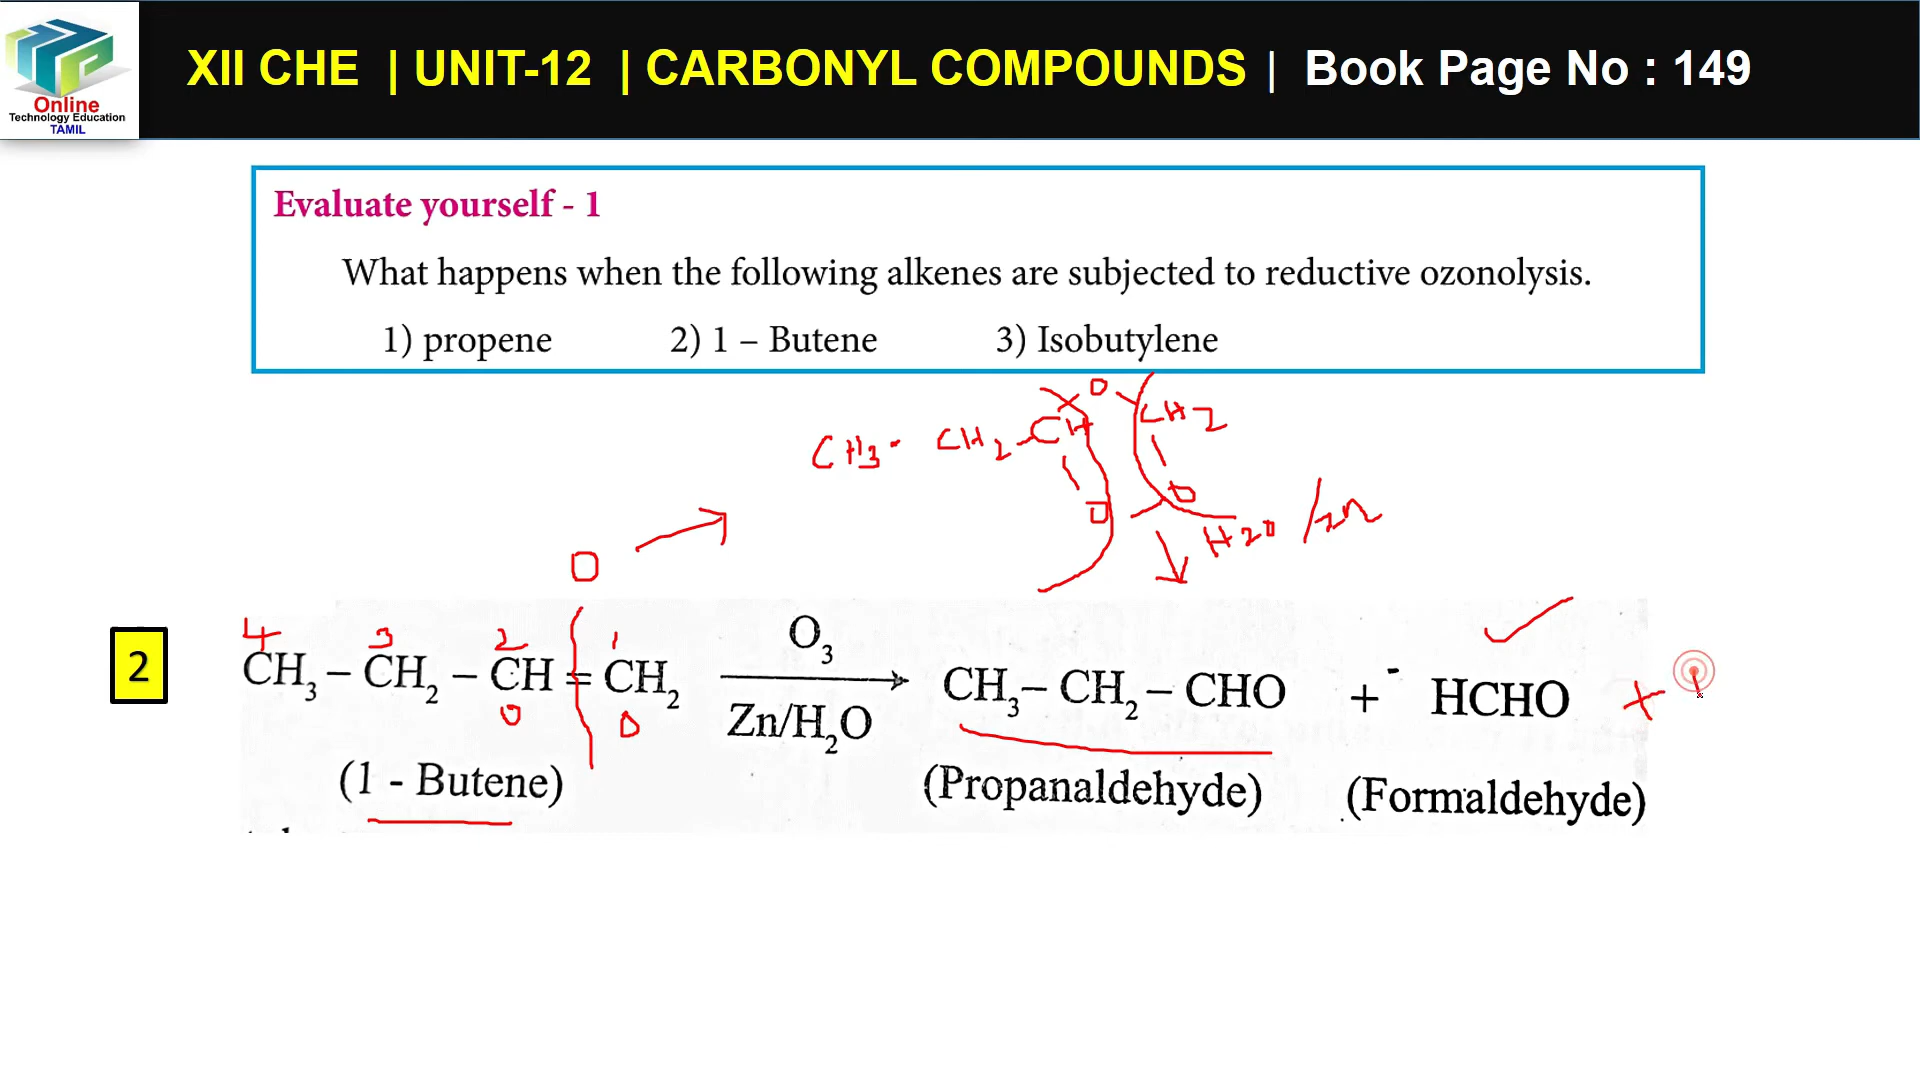 Online
Technology Education
TAMIL
XII CHE | UNIT-12 | CARBONYL COMPOUNDS | Book Page No : 149
Evaluate yourself - 1
What happens when the following alkenes are subjected to reductive ozonolysis.
1) propene 2) 1 – Butene 3) Isobutylene
O
CH3 - CH2 - CH CH2
O O
H2O /Zn
O
4 3 2 1
2
CH₃ – CH₂ – CH = CH₂ O₃ Zn/H₂O CH₃ – CH₂ – CHO + HCHO +
O O
(1 - Butene) (Propanaldehyde) (Formaldehyde)